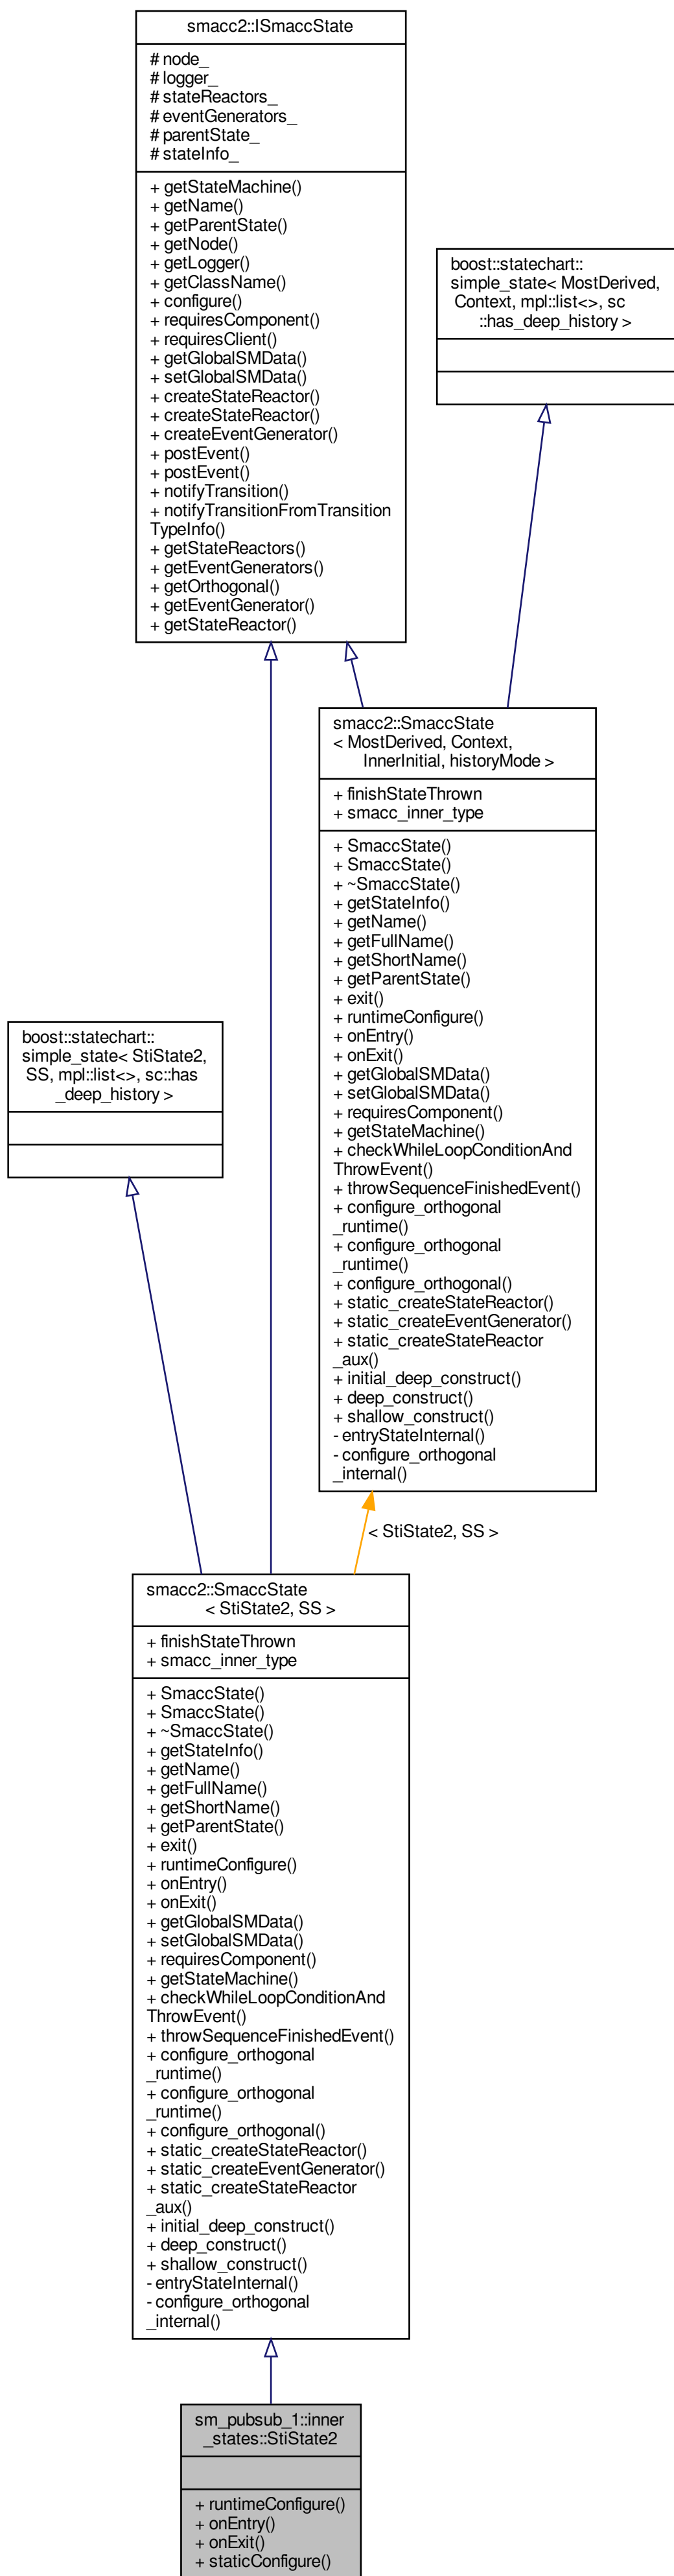 smacc2::ISmaccState
# node_
# logger_
# stateReactors_
# eventGenerators_
# parentState_
# stateInfo_
+ getStateMachine()
+ getName()
+ getParentState()
+ getNode()
+ getLogger()
+ getClassName()
+ configure()
+ requiresComponent()
+ requiresClient()
+ getGlobalSMData()
+ setGlobalSMData()
+ createStateReactor()
+ createStateReactor()
+ createEventGenerator()
+ postEvent()
+ postEvent()
+ notifyTransition()
+ notifyTransitionFromTransition
TypeInfo()
+ getStateReactors()
+ getEventGenerators()
+ getOrthogonal()
+ getEventGenerator()
+ getStateReactor()
boost::statechart::
simple_state< MostDerived,
Context, mpl::list<>, sc
::has_deep_history >
smacc2::SmaccState
< MostDerived, Context,
InnerInitial, historyMode >
+ finishStateThrown
+ smacc_inner_type
+ SmaccState()
+ SmaccState()
+ ~SmaccState()
+ getStateInfo()
+ getName()
+ getFullName()
+ getShortName()
+ getParentState()
+ exit()
+ runtimeConfigure()
+ onEntry()
+ onExit()
+ getGlobalSMData()
+ setGlobalSMData()
+ requiresComponent()
+ getStateMachine()
+ checkWhileLoopConditionAnd
ThrowEvent()
+ throwSequenceFinishedEvent()
+ configure_orthogonal
_runtime()
+ configure_orthogonal
_runtime()
+ configure_orthogonal()
+ static_createStateReactor()
+ static_createEventGenerator()
+ static_createStateReactor
_aux()
+ initial_deep_construct()
+ deep_construct()
+ shallow_construct()
- entryStateInternal()
- configure_orthogonal
_internal()
boost::statechart::
simple_state< StiState2,
SS, mpl::list<>, sc::has
_deep_history >
< StiState2, SS >
smacc2::SmaccState
< StiState2, SS >
+ finishStateThrown
+ smacc_inner_type
+ SmaccState()
+ SmaccState()
+ ~SmaccState()
+ getStateInfo()
+ getName()
+ getFullName()
+ getShortName()
+ getParentState()
+ exit()
+ runtimeConfigure()
+ onEntry()
+ onExit()
+ getGlobalSMData()
+ setGlobalSMData()
+ requiresComponent()
+ getStateMachine()
+ checkWhileLoopConditionAnd
ThrowEvent()
+ throwSequenceFinishedEvent()
+ configure_orthogonal
_runtime()
+ configure_orthogonal
_runtime()
+ configure_orthogonal()
+ static_createStateReactor()
+ static_createEventGenerator()
+ static_createStateReactor
_aux()
+ initial_deep_construct()
+ deep_construct()
+ shallow_construct()
- entryStateInternal()
- configure_orthogonal
_internal()
sm_pubsub_1::inner
_states::StiState2
+ runtimeConfigure()
+ onEntry()
+ onExit()
+ staticConfigure()